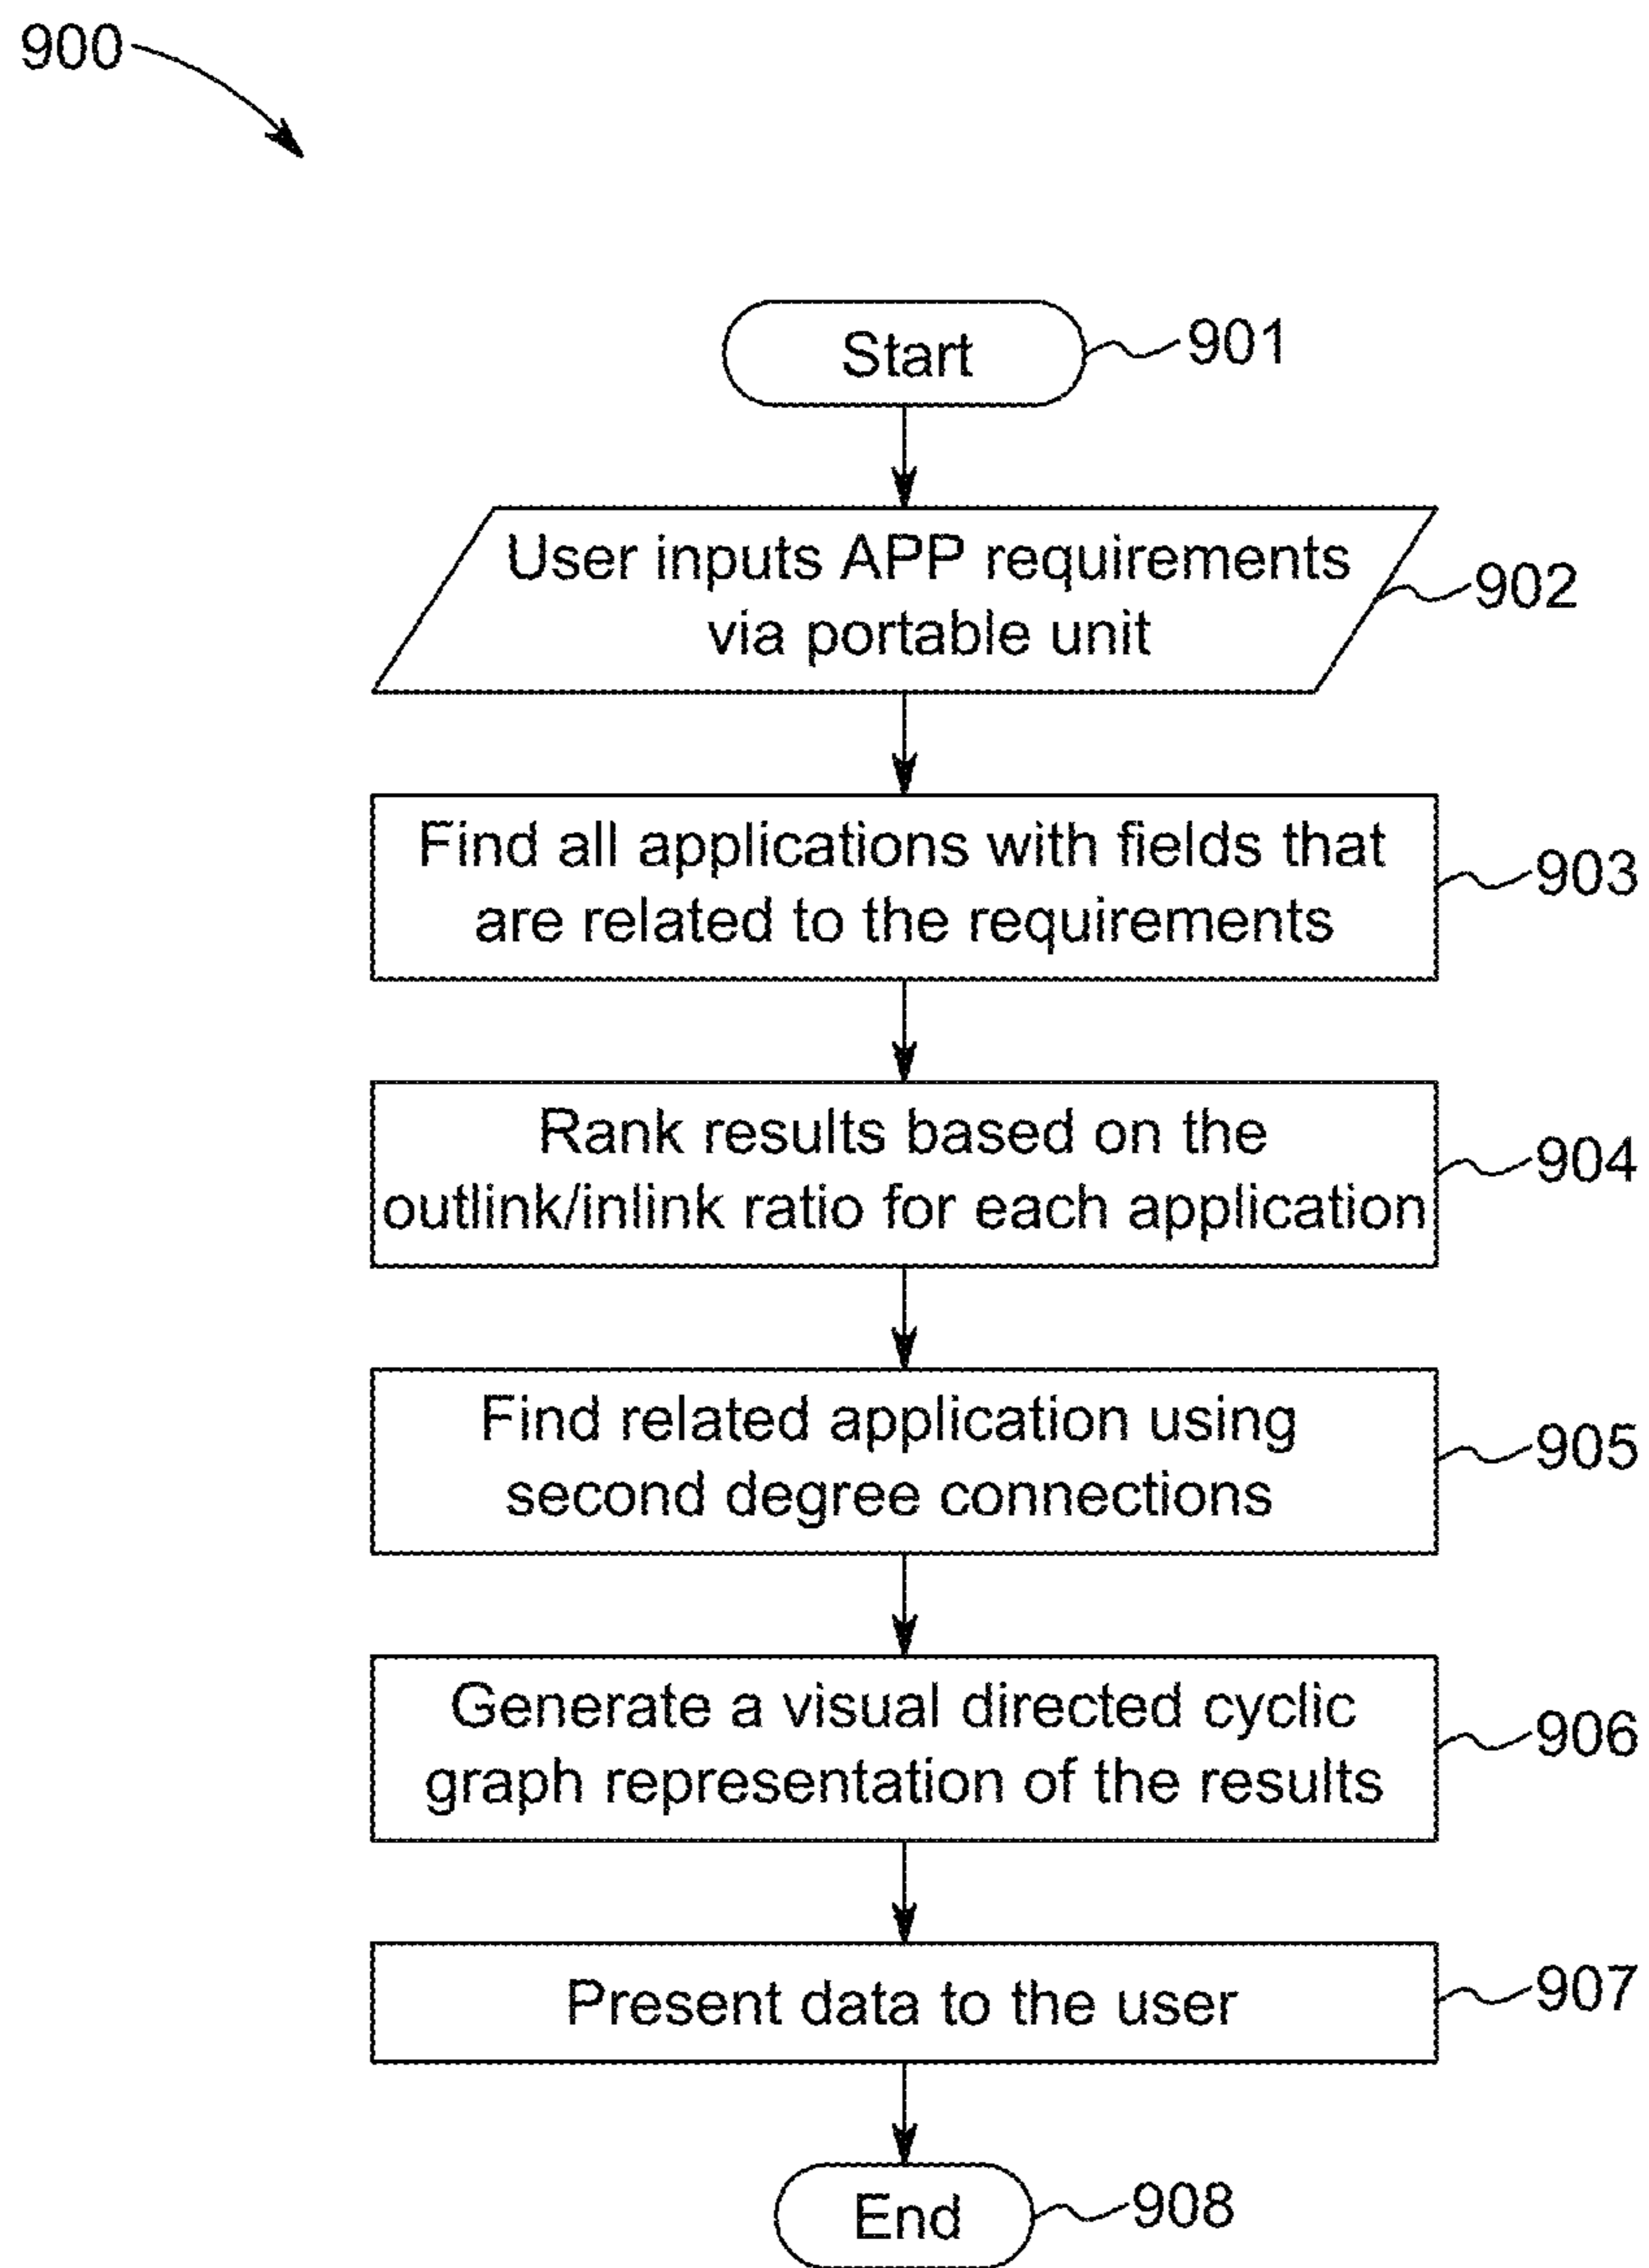 900
Start
901
User inputs APP requirements
via portable unit
902
Find all applications with fields that
are related to the requirements
903
Rank results based on the
outlink/inlink ratio for each application
904
Find related application using
second degree connections
905
Generate a visual directed cyclic
graph representation of the results
906
Present data to the user
907
End
908